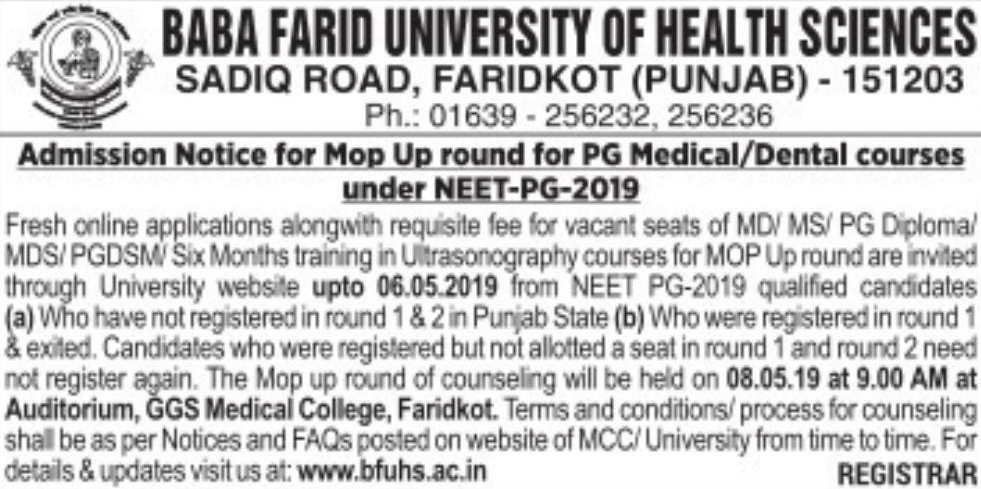 BABA FARID UNIVERSITY OF HEALTH SCIENCES
SADIQ ROAD, FARIDKOT (PUNJAB) - 151203
Ph.: 01639 - 256232, 256236
Admission Notice for Mop Up round for PG Medical/Dental courses
under NEET-PG-2019
Fresh online applications alongwith requisite fee for vacant seats of MD/ MS/ PG Diploma/
MDS/ PGDSM/ Six Months training in Ultrasonography courses for MOP Up round are invited
through University website upto 06.05.2019 from NEET PG-2019 qualified candidates
(a) Who have not registered in round 1 & 2 in Punjab State (b) Who were registered in round 1
& exited. Candidates who were registered but not allotted a seat in round 1 and round 2 need
not register again. The Mop up round of counseling will be held on 08.05.19 at 9.00 AM at
Auditorium, GGS Medical College, Faridkot. Terms and conditions/ process for counseling
shall be as per Notices and FAQs posted on website of MCC/ University from time to time. For
details & updates visit us at: www.bfuhs.ac.in REGISTRAR